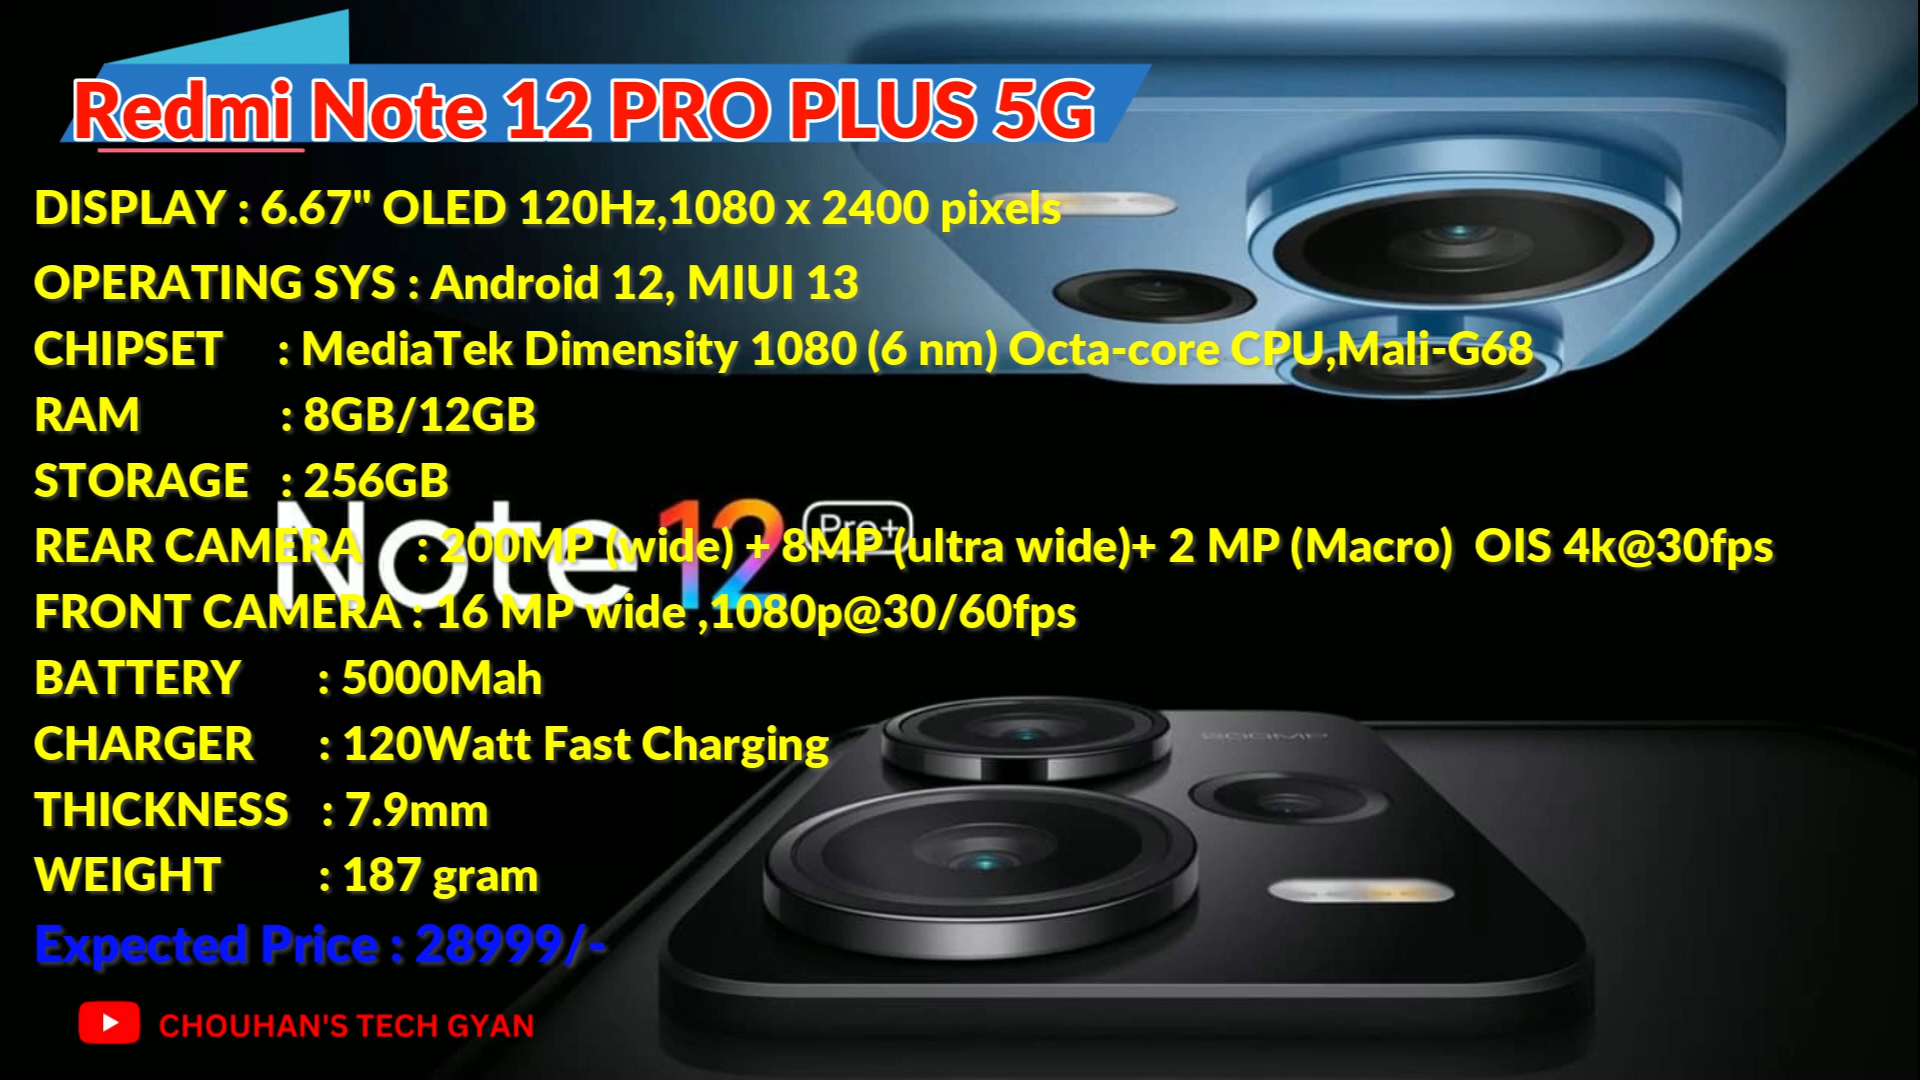 Redmi Note 12 PRO PLUS 5G
DISPLAY : 6.67" OLED 120Hz,1080 x 2400 pixels
OPERATING SYS : Android 12, MIUI 13
CHIPSET : MediaTek Dimensity 1080 (6 nm) Octa-core CPU,Mali-G68
RAM : 8GB/12GB
STORAGE : 256GB
Note 12 Pro+
REAR CAMERA : 200MP (wide) + 8MP (ultra wide)+ 2 MP (Macro) OIS 4k@30fps
FRONT CAMERA : 16 MP wide ,1080p@30/60fps
BATTERY : 5000Mah
CHARGER : 120Watt Fast Charging
200MP
THICKNESS : 7.9mm
WEIGHT : 187 gram
Expected Price : 28999/-
CHOUHAN'S TECH GYAN